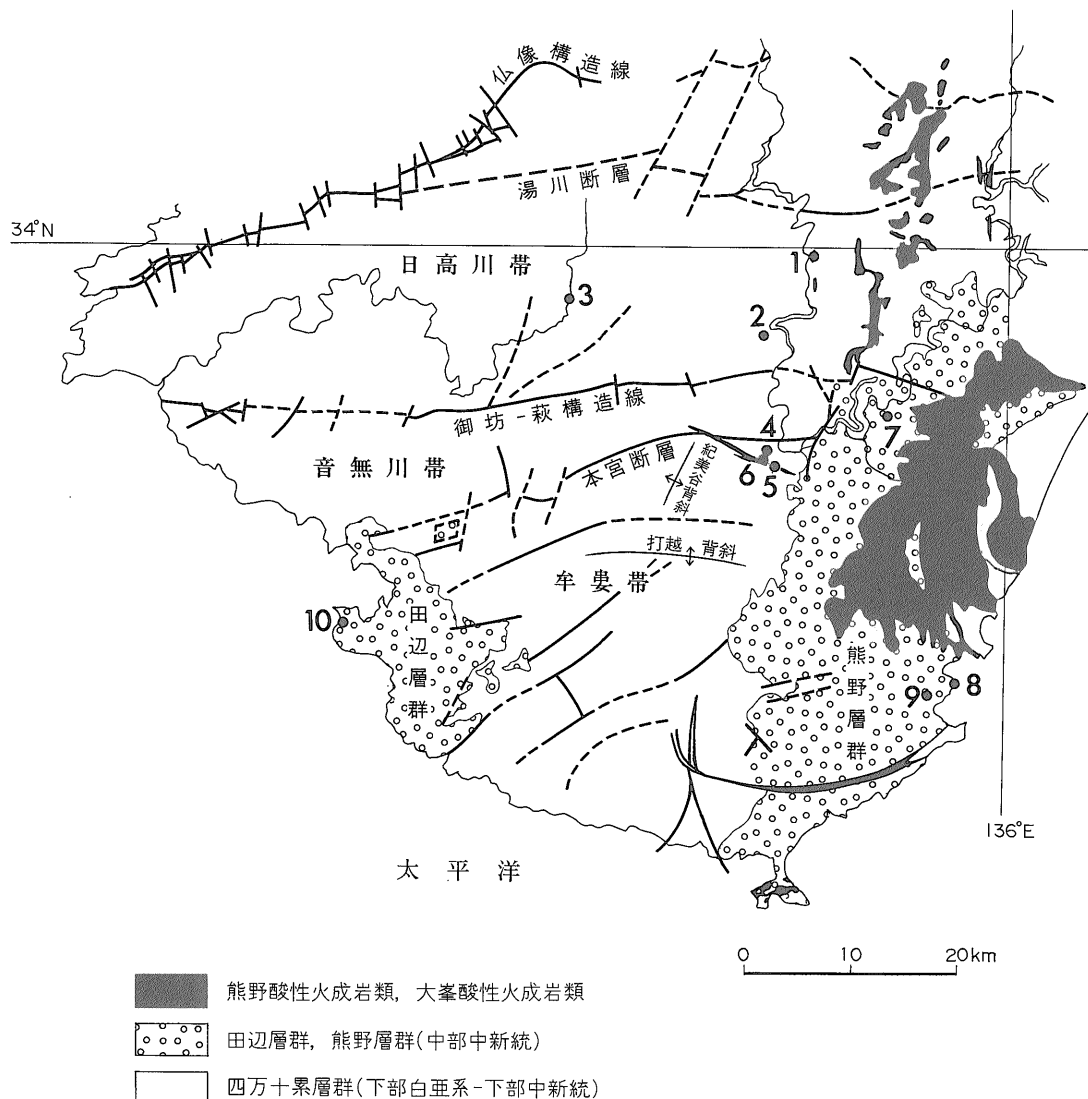 仏像構造線
湯川断層
34°N
日高川帯
1
3
2
御坊-萩構造線
4
7
音無川帯
本宮断層
6
5
紀美谷背斜
打越背斜
牟婁帯
10
田辺層群
熊野層群
9
8
136°E
太平洋
0 10 20km
熊野酸性火成岩類, 大峯酸性火成岩類
田辺層群, 熊野層群(中部中新統)
四万十累層群(下部白亜系-下部中新統)